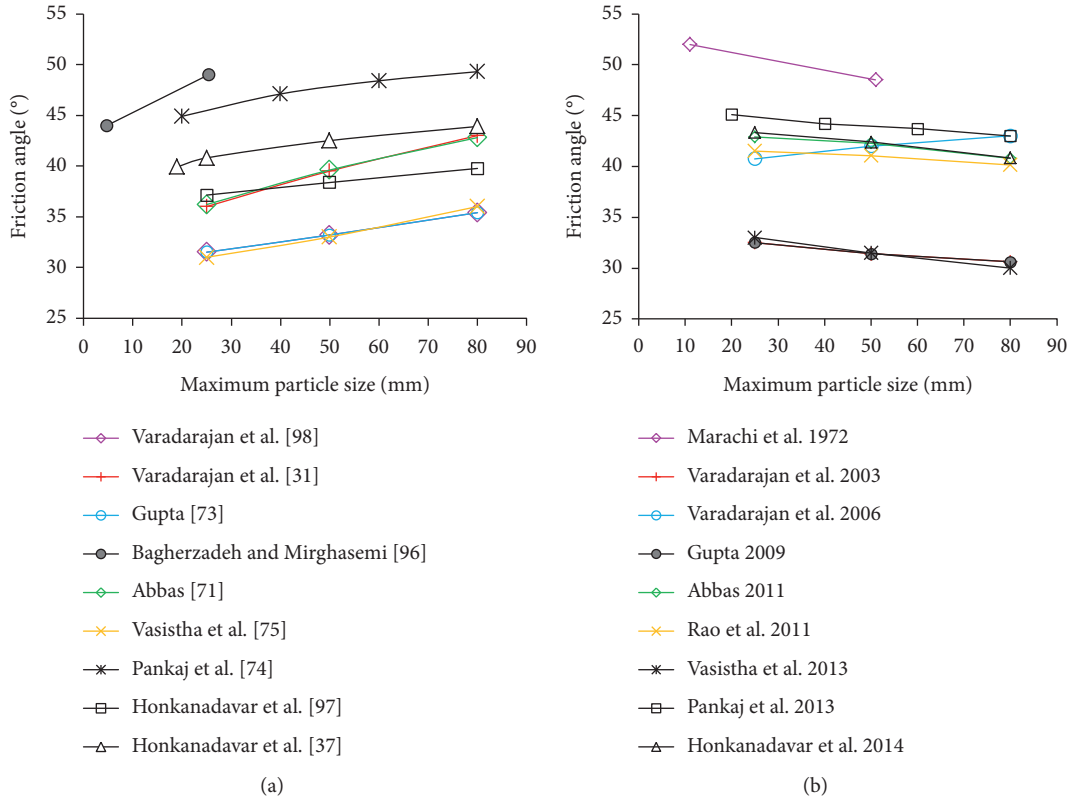 55
50
45
40
35
30
25
Friction angle (°)
0 10 20 30 40 50 60 70 80 90
Maximum particle size (mm)
Varadarajan et al. [98]
Varadarajan et al. [31]
Gupta [73]
Bagherzadeh and Mirghasemi [96]
Abbas [71]
Vasistha et al. [75]
Pankaj et al. [74]
Honkanadavar et al. [97]
Honkanadavar et al. [37]
(a)
55
50
45
40
35
30
25
Friction angle (°)
0 10 20 30 40 50 60 70 80 90
Maximum particle size (mm)
Marachi et al. 1972
Varadarajan et al. 2003
Varadarajan et al. 2006
Gupta 2009
Abbas 2011
Rao et al. 2011
Vasistha et al. 2013
Pankaj et al. 2013
Honkanadavar et al. 2014
(b)